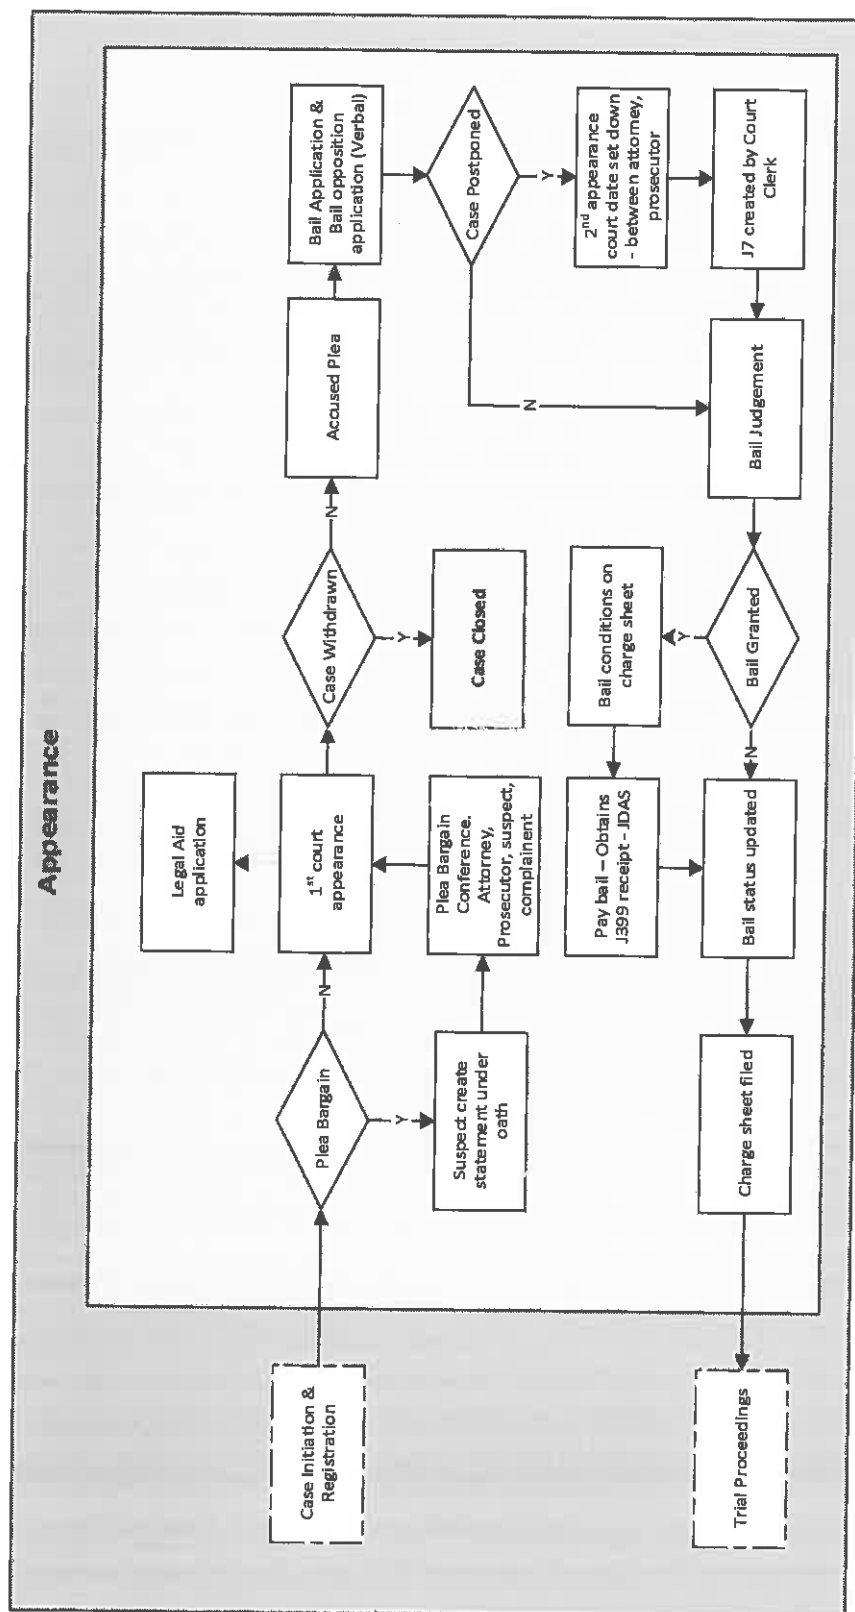 Appearance
Case Initiation &
Registration
Plea Bargain
N
Y
Suspect create
statement under
oath
Plea Bargain
Conference.
Attorney,
Prosecutor, suspect,
complainent
1st court
appearance
Legal Aid
application
Case Withdrawn
Y
Case Closed
N
Accused Plea
Bail Application &
Bail opposition
application (Verbal)
Case Postponed
Y
N
2nd appearance
court date set down
- between attorney,
prosecutor
J7 created by Court
Clerk
Bail Judgement
Bail Granted
Y
N
Bail conditions on
charge sheet
Pay bail – Obtains
J399 receipt - JDAS
Bail status updated
Charge sheet filed
Trial Proceedings